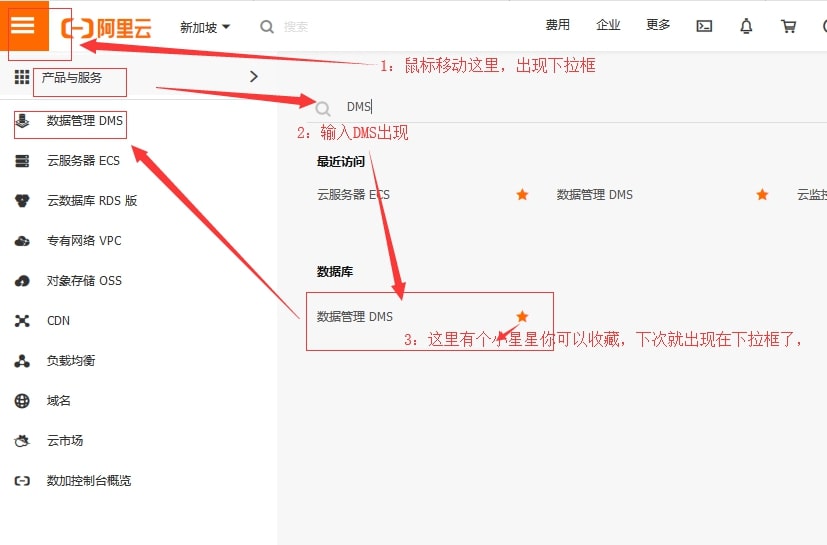 阿里云
新加坡
搜索
费用
企业
更多
1：鼠标移动这里，出现下拉框
产品与服务
DMS
2：输入DMS出现
数据管理 DMS
最近访问
云服务器 ECS
云服务器 ECS
数据管理 DMS
云监控
云数据库 RDS 版
专有网络 VPC
数据库
对象存储 OSS
数据管理 DMS
CDN
3：这里有个小星星你可以收藏，下次就出现在下拉框了，
负载均衡
域名
云市场
数加控制台概览